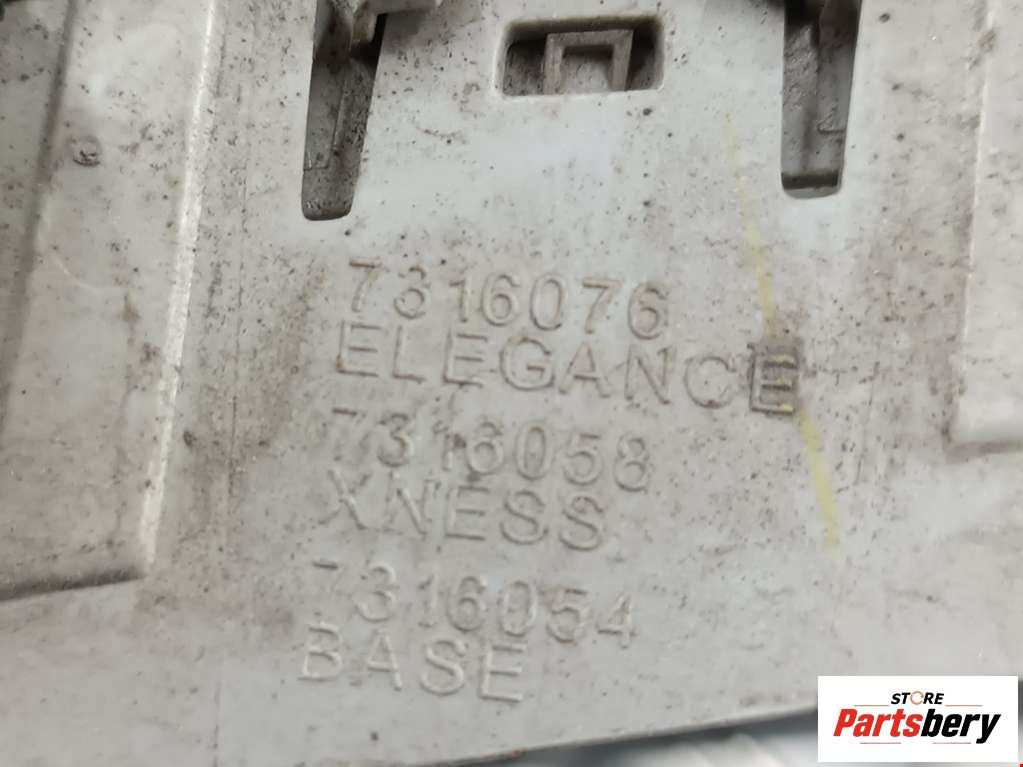 7316076
ELEGANCE
7316058
XNESS
7316054
BASE
STORE
Partsbery